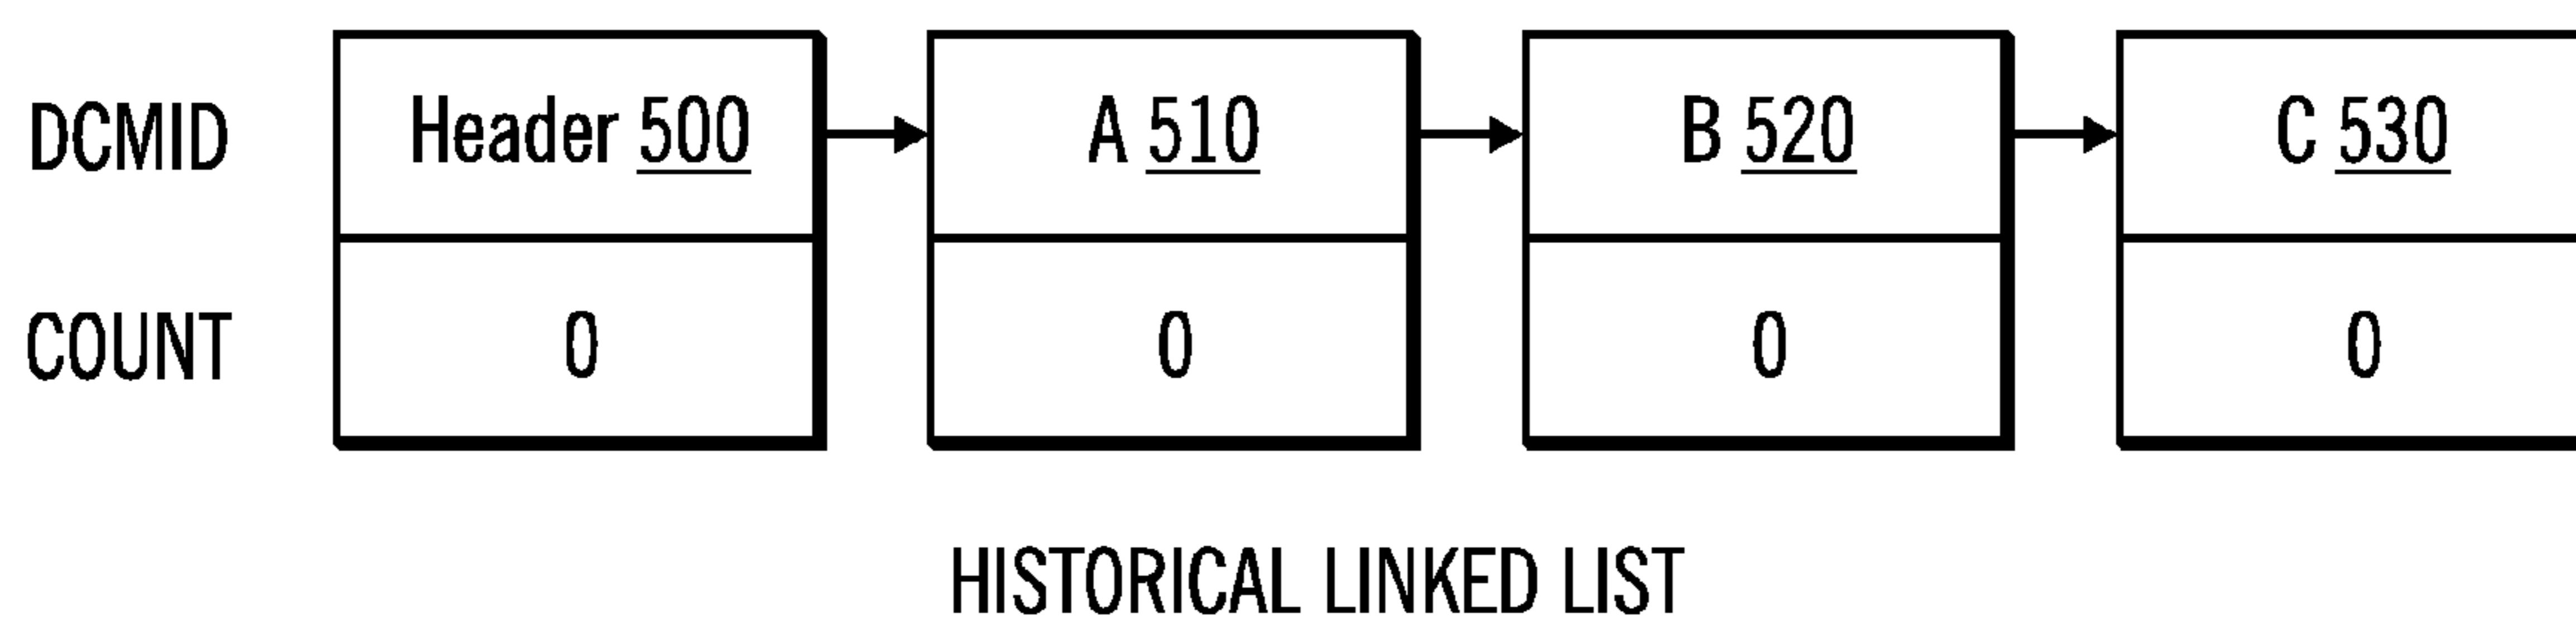 DCMID Header 500 A 510 B 520 C 530
COUNT 0 0 0 0
HISTORICAL LINKED LIST